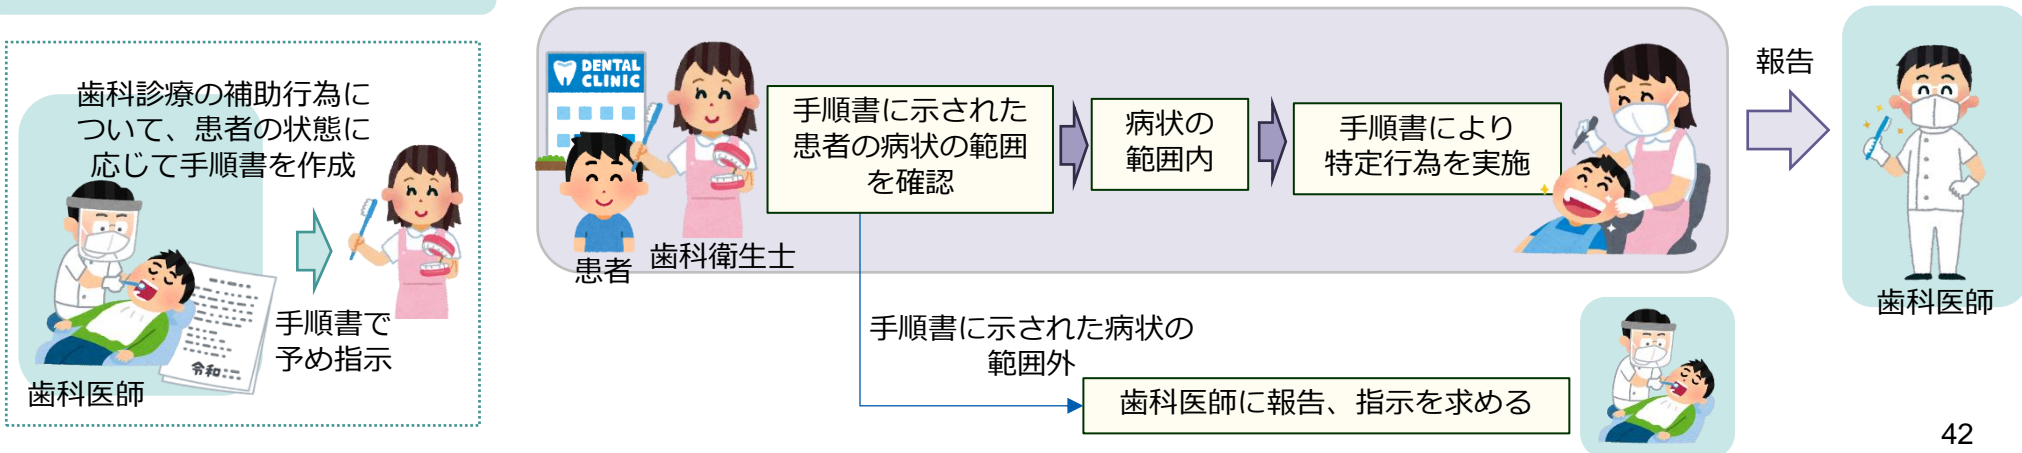 歯科診療の補助行為に
ついて、患者の状態に
応じて手順書を作成
令和
手順書で
予め指示
歯科医師
DENTAL
CLINIC
患者
歯科衛生士
手順書に示された
患者の病状の範囲
を確認
病状の
範囲内
手順書により
特定行為を実施
報告
歯科医師
手順書に示された病状の
範囲外
歯科医師に報告、指示を求める
42